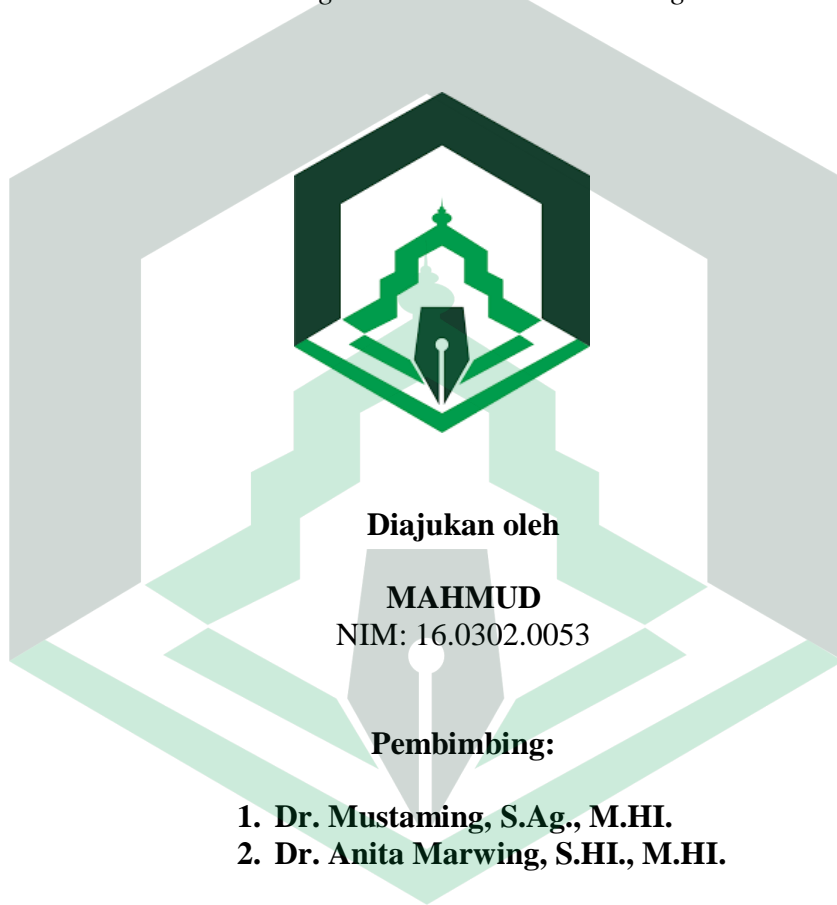 Diajukan oleh
MAHMUD
NIM: 16.0302.0053
Pembimbing:
1. Dr. Mustaming, S.Ag., M.HI.
2. Dr. Anita Marwing, S.HI., M.HI.